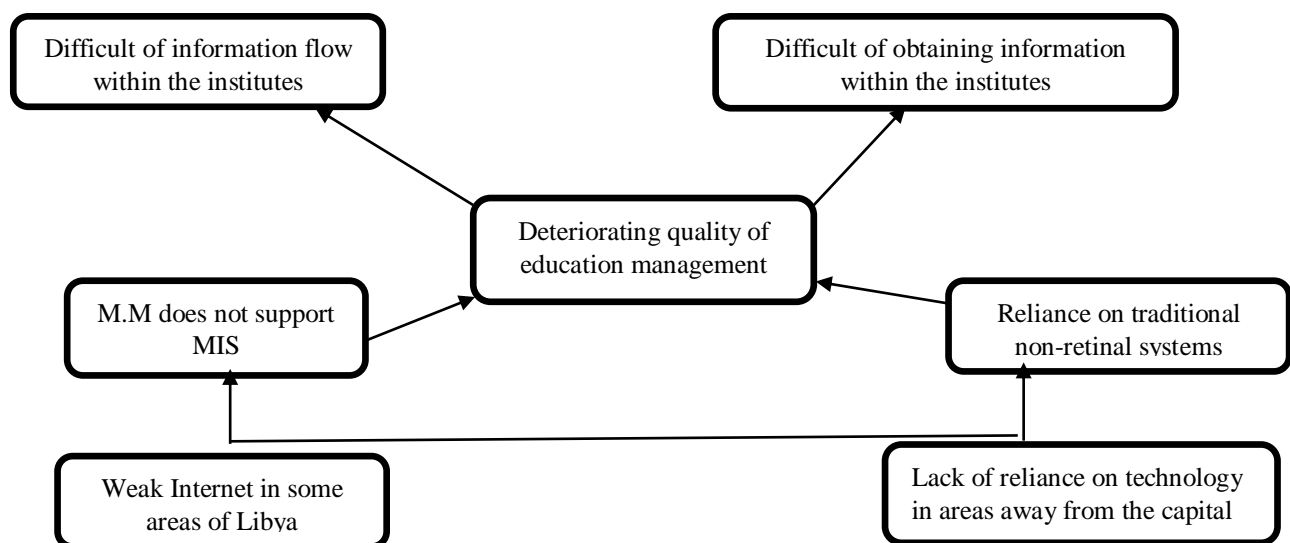 Difficult of information flow
within the institutes
Difficult of obtaining information
within the institutes
Deteriorating quality of
education management
M.M does not support
MIS
Reliance on traditional
non-retinal systems
Weak Internet in some
areas of Libya
Lack of reliance on technology
in areas away from the capital